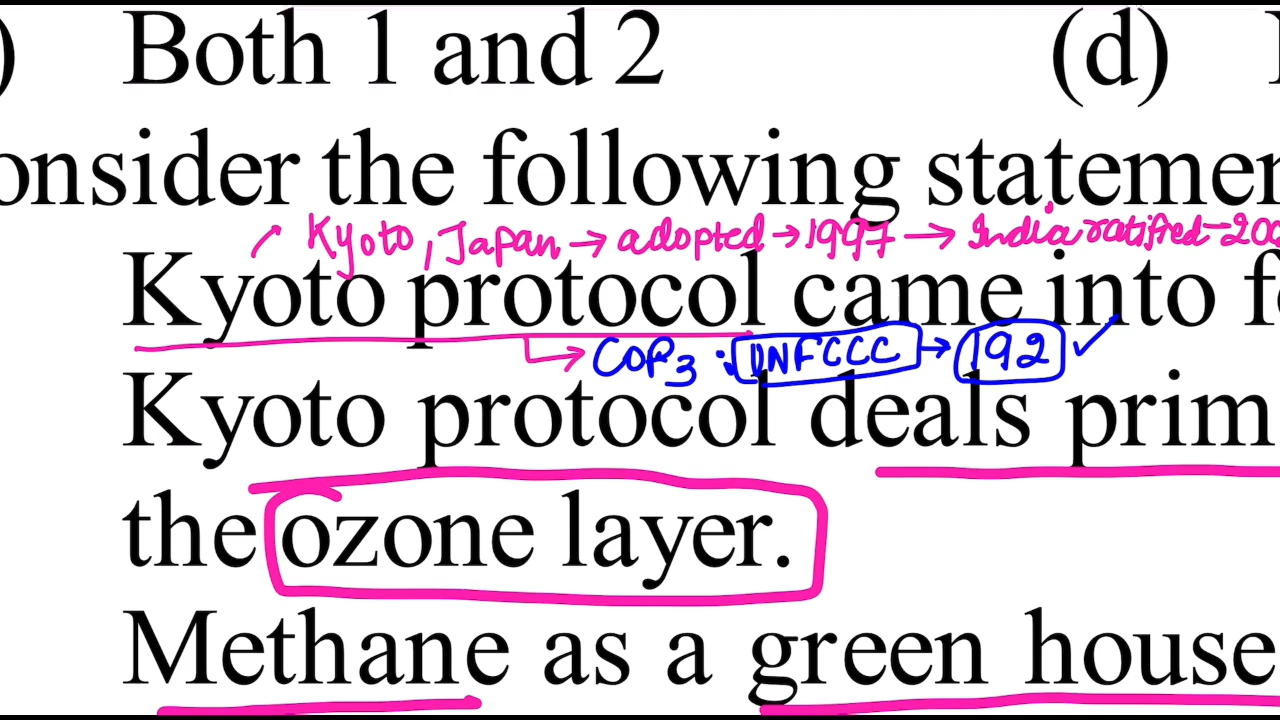 ) Both 1 and 2 (d)
onsider the following statemen
Kyoto, Japan → adopted → 1997 → India ratified - 200
Kyoto protocol came into fo
→ COP3 : UNFCCC → 192 ✓
Kyoto protocol deals prim
the ozone layer.
Methane as a green house